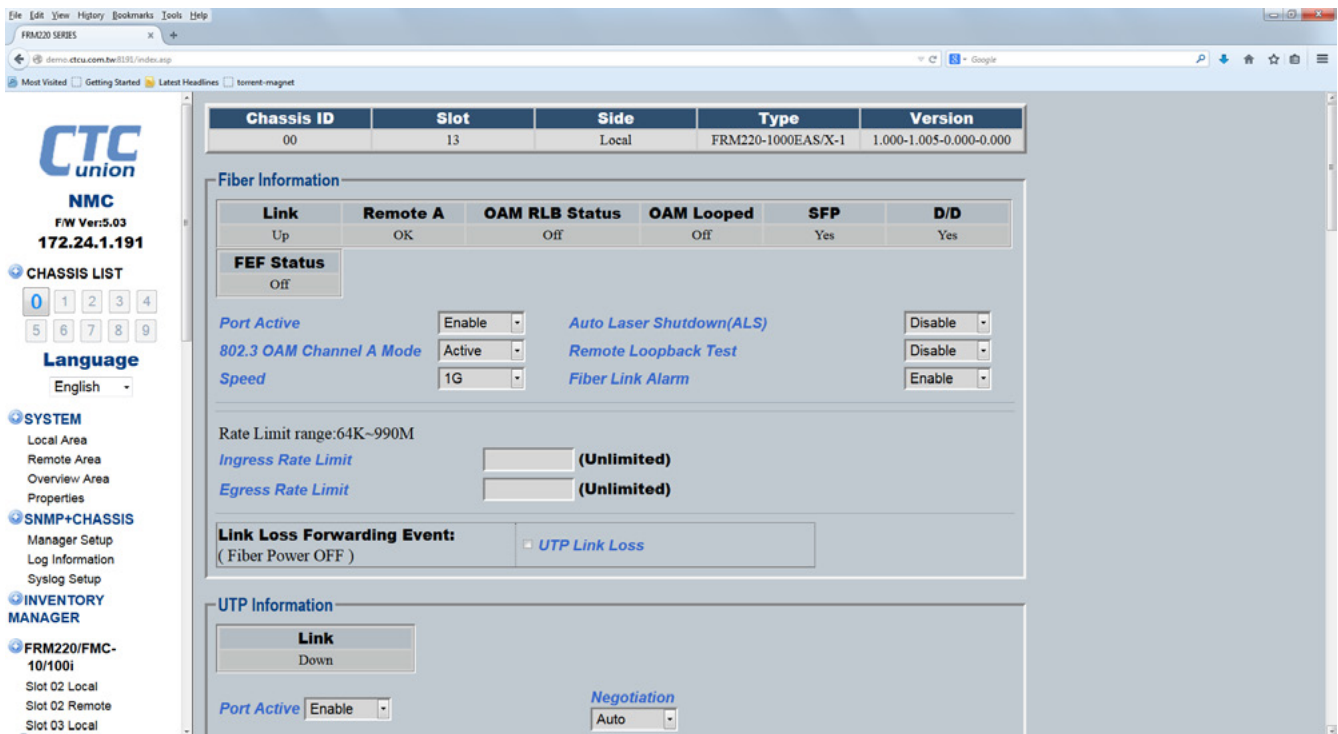 File Edit View History Bookmarks Tools Help
FRM220 SERIES x +
demo.ctcu.com.tw:8191/index.asp
Google
Most Visited Getting Started Latest Headlines torrent-magnet
CTC
union
NMC
F/W Ver:5.03
172.24.1.191
CHASSIS LIST
0 1 2 3 4
5 6 7 8 9
Language
English
SYSTEM
Local Area
Remote Area
Overview Area
Properties
SNMP+CHASSIS
Manager Setup
Log Information
Syslog Setup
INVENTORY
MANAGER
FRM220/FMC-
10/100i
Slot 02 Local
Slot 02 Remote
Slot 03 Local
Chassis ID Slot Side Type Version
00 13 Local FRM220-1000EAS/X-1 1.000-1.005-0.000-0.000
Fiber Information
Link Remote A OAM RLB Status OAM Looped SFP D/D
Up OK Off Off Yes Yes
FEF Status
Off
Port Active Enable Auto Laser Shutdown(ALS) Disable
802.3 OAM Channel A Mode Active Remote Loopback Test Disable
Speed 1G Fiber Link Alarm Enable
Rate Limit range:64K~990M
Ingress Rate Limit (Unlimited)
Egress Rate Limit (Unlimited)
Link Loss Forwarding Event:
( Fiber Power OFF ) UTP Link Loss
UTP Information
Link
Down
Port Active Enable
Negotiation
Auto